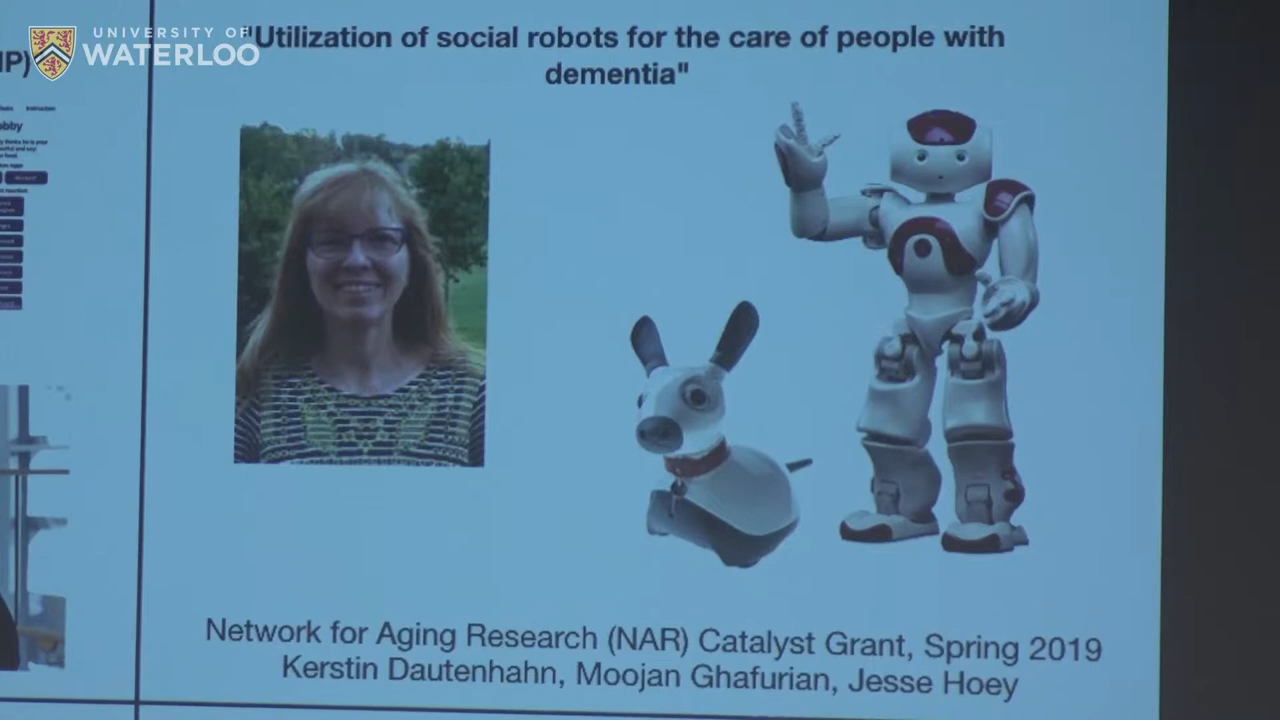 UNIVERSITY OF
WATERLOO
"Utilization of social robots for the care of people with
dementia"
Network for Aging Research (NAR) Catalyst Grant, Spring 2019
Kerstin Dautenhahn, Moojan Ghafurian, Jesse Hoey